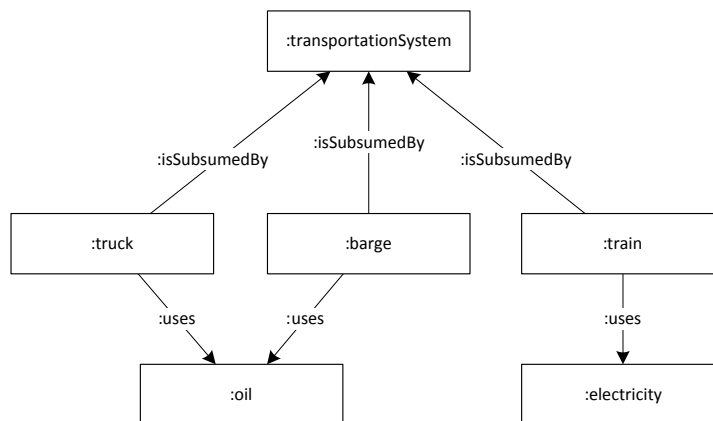 :transportationSystem
:isSubsumedBy
:isSubsumedBy
:isSubsumedBy
:truck
:barge
:train
:uses
:uses
:uses
:oil
:electricity